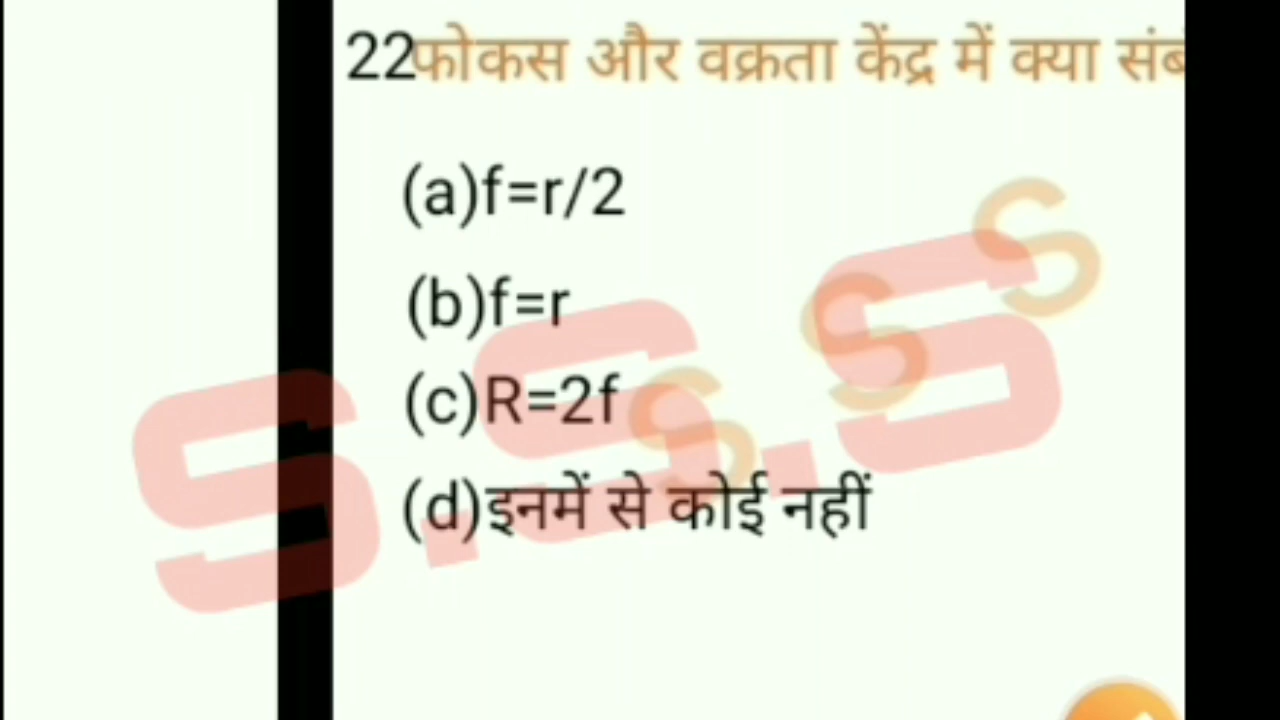 22फोकस और वक्रता केंद्र में क्या
(a)f=r/2
(b)f=r
(c)R=2f
(d)इनमें से कोई नहीं
S.S.S
S S S